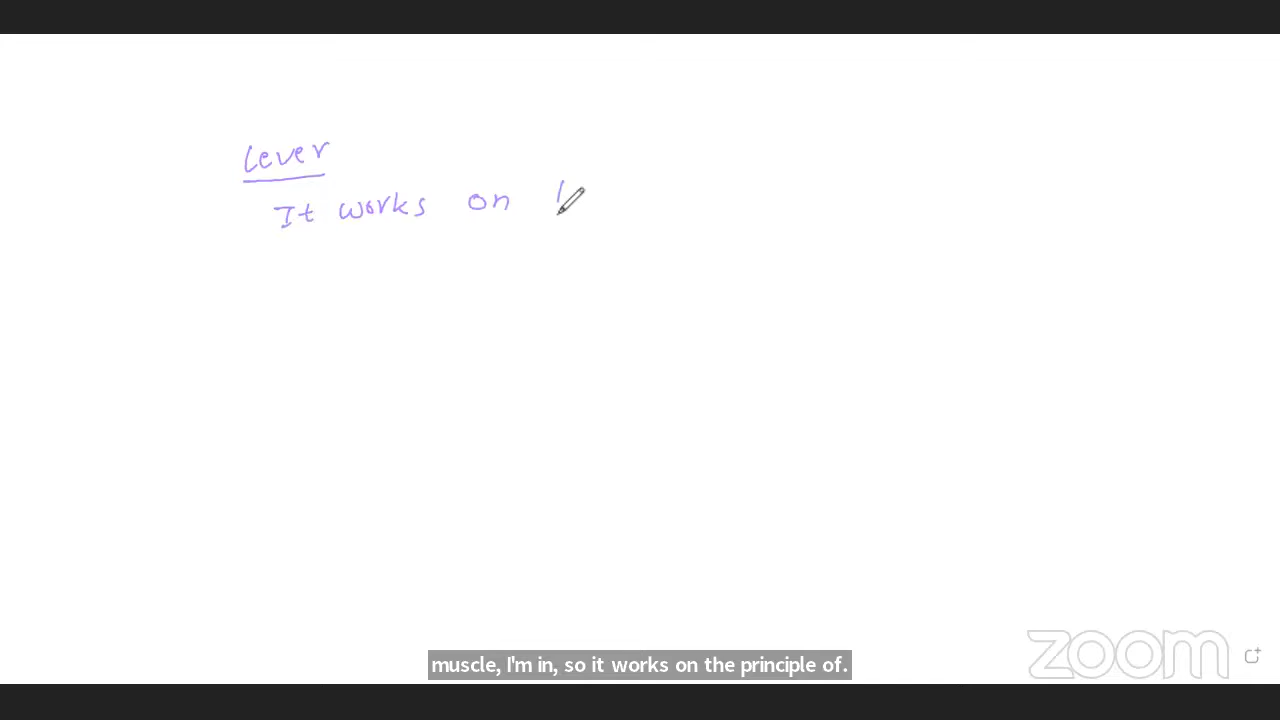 Lever
It works on
muscle, I'm in, so it works on the principle of.
zoom